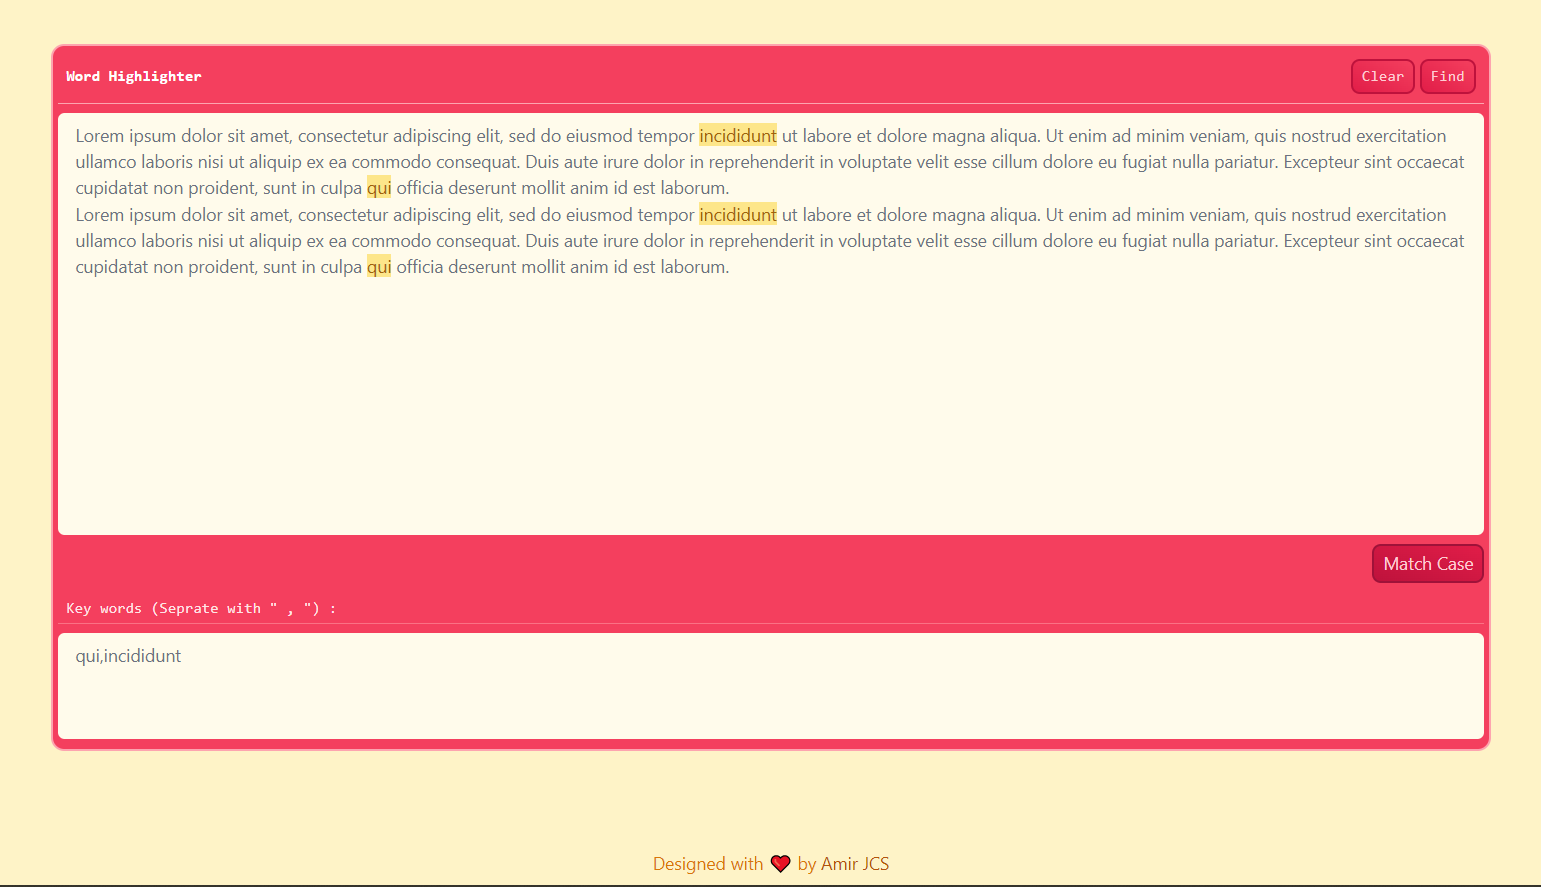 Word Highlighter
Clear
Find
Lorem ipsum dolor sit amet, consectetur adipiscing elit, sed do eiusmod tempor incididunt ut labore et dolore magna aliqua. Ut enim ad minim veniam, quis nostrud exercitation
ullamco laboris nisi ut aliquip ex ea commodo consequat. Duis aute irure dolor in reprehenderit in voluptate velit esse cillum dolore eu fugiat nulla pariatur. Excepteur sint occaecat
cupidatat non proident, sunt in culpa qui officia deserunt mollit anim id est laborum.
Lorem ipsum dolor sit amet, consectetur adipiscing elit, sed do eiusmod tempor incididunt ut labore et dolore magna aliqua. Ut enim ad minim veniam, quis nostrud exercitation
ullamco laboris nisi ut aliquip ex ea commodo consequat. Duis aute irure dolor in reprehenderit in voluptate velit esse cillum dolore eu fugiat nulla pariatur. Excepteur sint occaecat
cupidatat non proident, sunt in culpa qui officia deserunt mollit anim id est laborum.
Match Case
Key words (Seprate with " , ") :
qui,incididunt
Designed with ❤ by Amir JCS